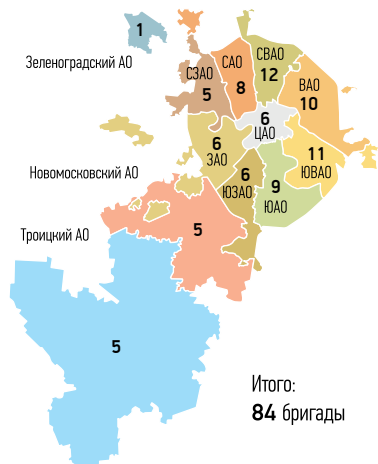 1
Зеленоградский АО
СЗАО
5
САО
8
СВАО
12
ВАО
10
6
ЦАО
6
ЗАО
11
ЮВАО
Новомосковский АО
6
ЮЗАО
9
ЮАО
Троицкий АО
5
5
Итого:
84 бригады